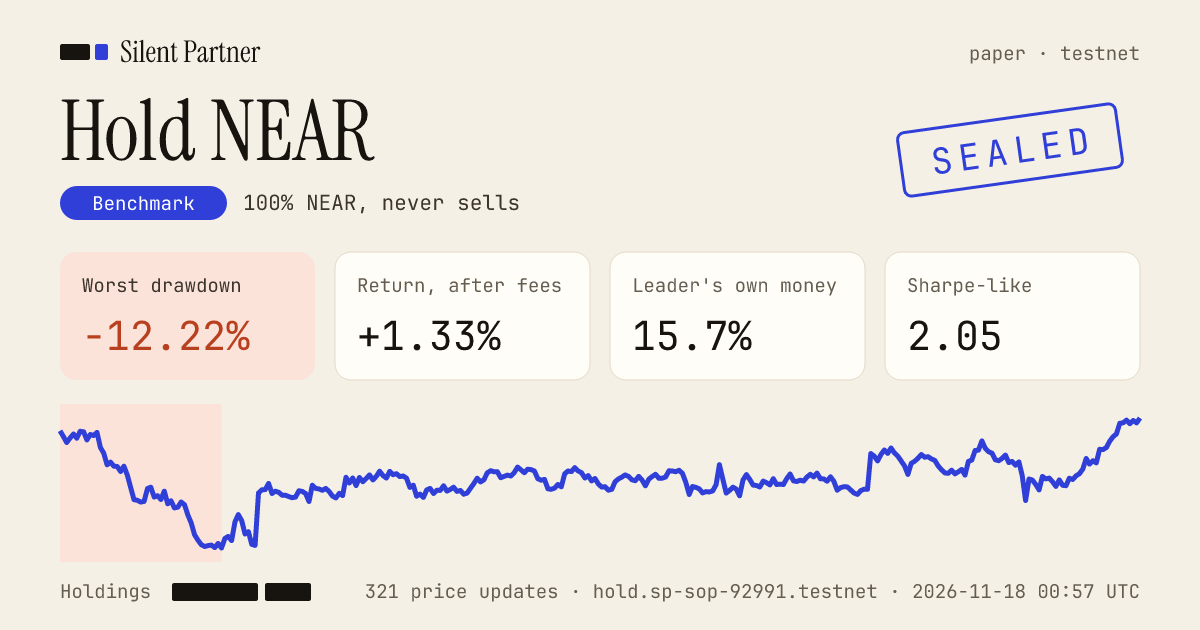 Silent Partner
paper · testnet
Hold NEAR
SEALED
Benchmark
100% NEAR, never sells
Worst drawdown
-12.22%
Return, after fees
+1.33%
Leader's own money
15.7%
Sharpe-like
2.05
Holdings
321 price updates · hold.sp-sop-92991.testnet · 2026-11-18 00:57 UTC